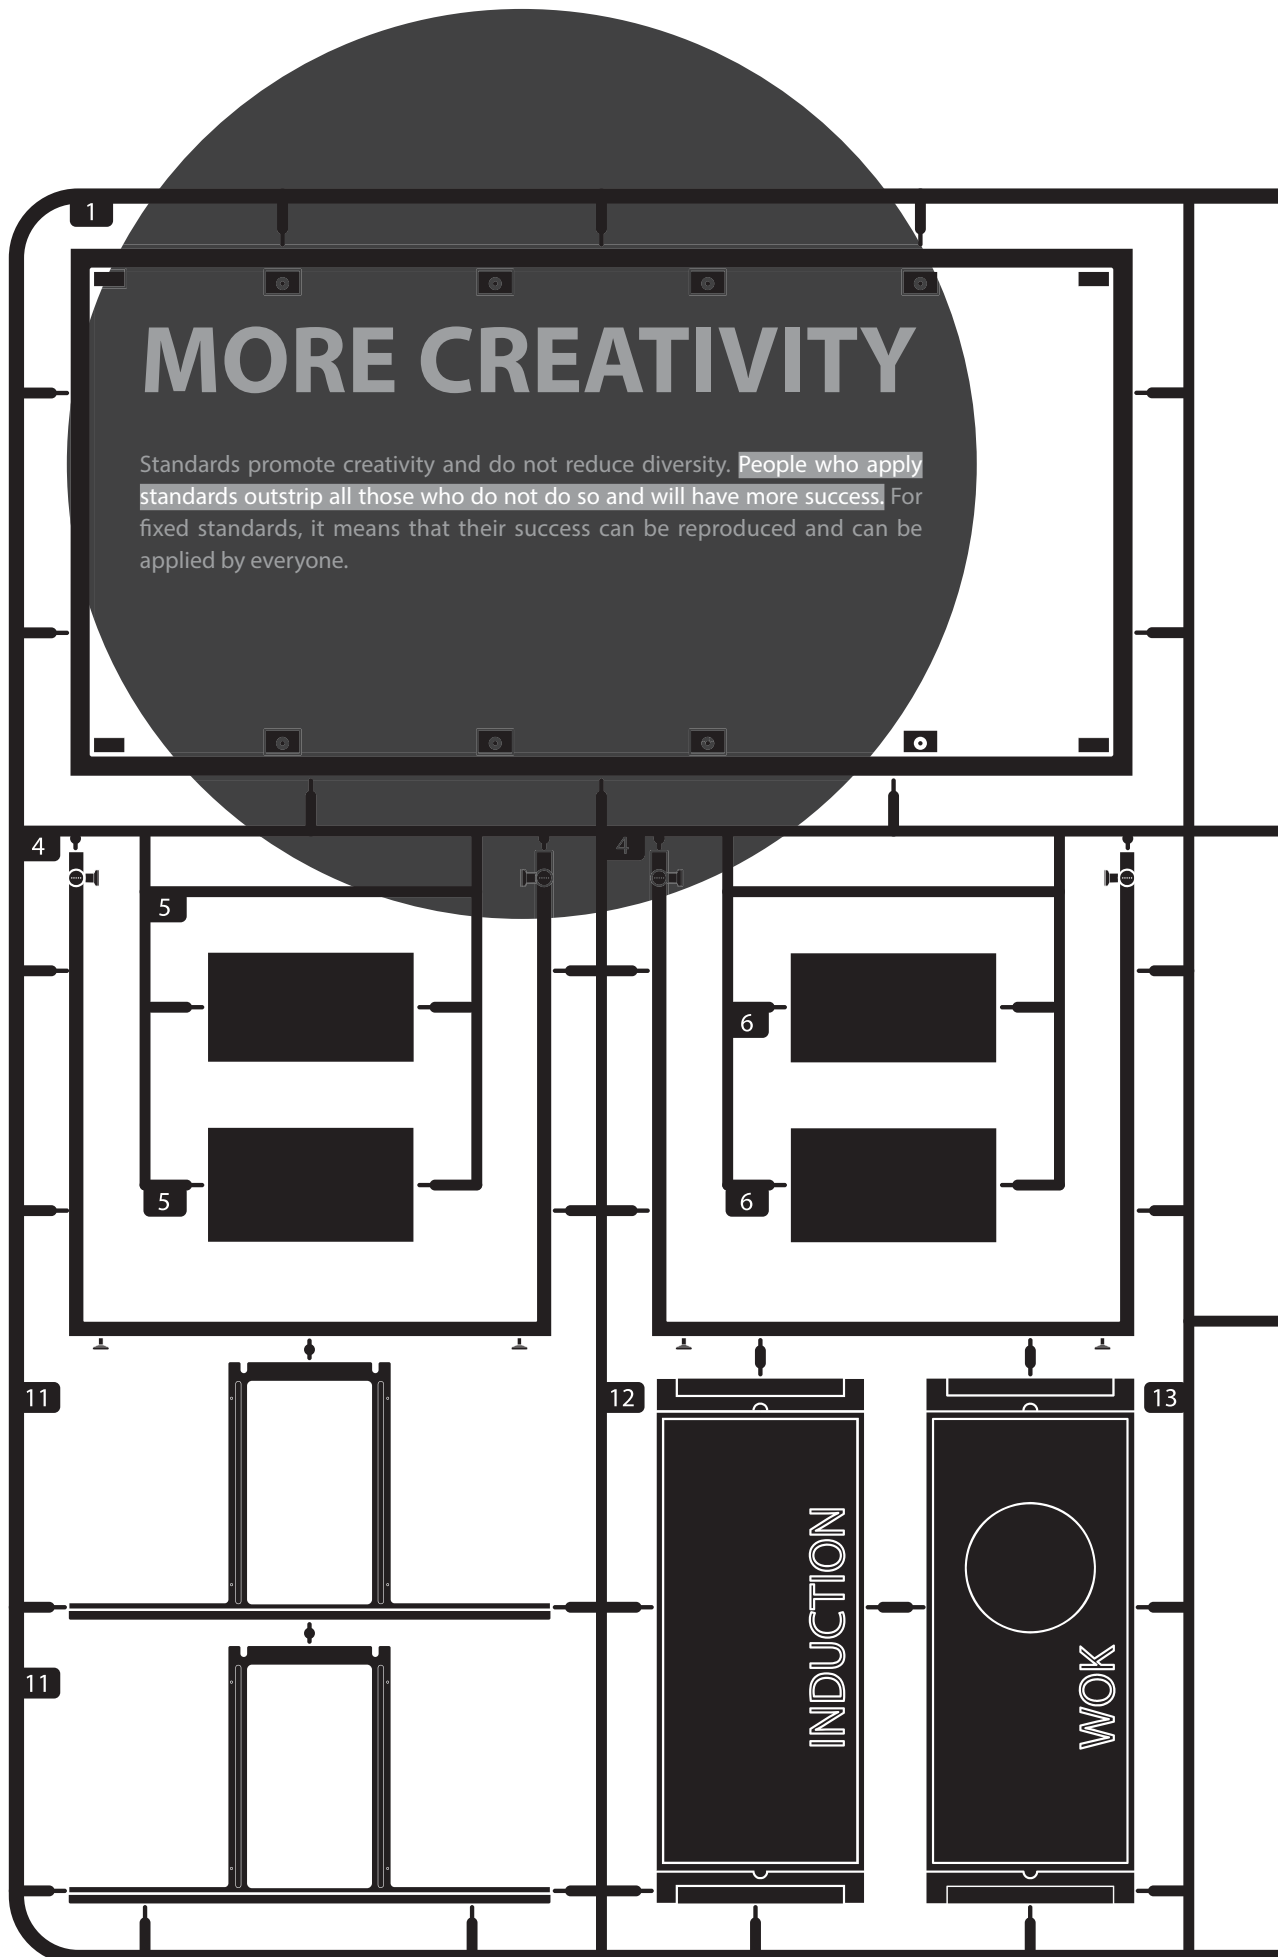 1
MORE CREATIVITY
Standards promote creativity and do not reduce diversity. People who apply
standards outstrip all those who do not do so and will have more success. For
fixed standards, it means that their success can be reproduced and can be
applied by everyone.
4
4
5
6
5
6
11
12
13
INDUCTION
WOK
11